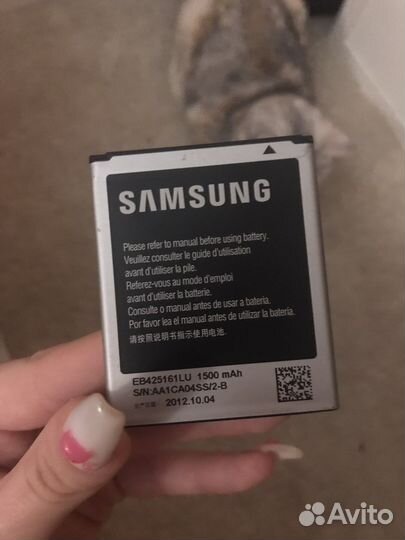 SAMSUNG
Please refer to manual before using battery.
Veuillez consulter le guide d'utilisation
avant d'utiliser la pile.
Referez-vous au mode d'emploi
avant d'utiliser la batterie.
Consulte o manual antes de usar a bateria.
Por favor lea el manual antes de utilizar la batería.
请按照说明书指示使用电池.
EB425161LU 1500 mAh
S/N:AA1CA04SS/2-B
2012.10.04
Avito